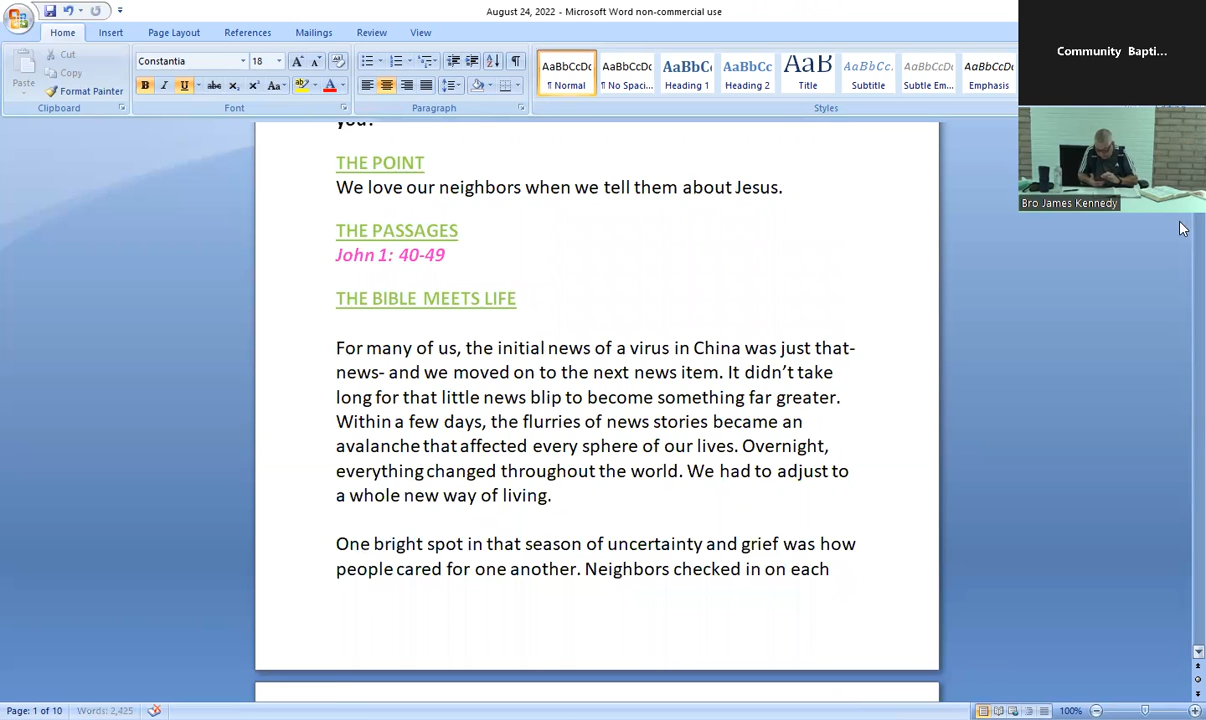 August 24, 2022 - Microsoft Word non-commercial use
Home Insert Page Layout References Mailings Review View
Paste
Cut
Copy
Format Painter
Clipboard
Constantia 18
Font
Paragraph
AaBbCcDc AaBbCcDc AaBbCc AaBbCc AaB AaBbCc. AaBbCcDc AaBbCcDc
¶ Normal ¶ No Spaci... Heading 1 Heading 2 Title Subtitle Subtle Em... Emphasis
Styles
Community Bapti...
Bro James Kennedy
you?
THE POINT
We love our neighbors when we tell them about Jesus.
THE PASSAGES
John 1: 40-49
THE BIBLE MEETS LIFE
For many of us, the initial news of a virus in China was just that-
news- and we moved on to the next news item. It didn’t take
long for that little news blip to become something far greater.
Within a few days, the flurries of news stories became an
avalanche that affected every sphere of our lives. Overnight,
everything changed throughout the world. We had to adjust to
a whole new way of living.
One bright spot in that season of uncertainty and grief was how
people cared for one another. Neighbors checked in on each
Page: 1 of 10 Words: 2,425
100%